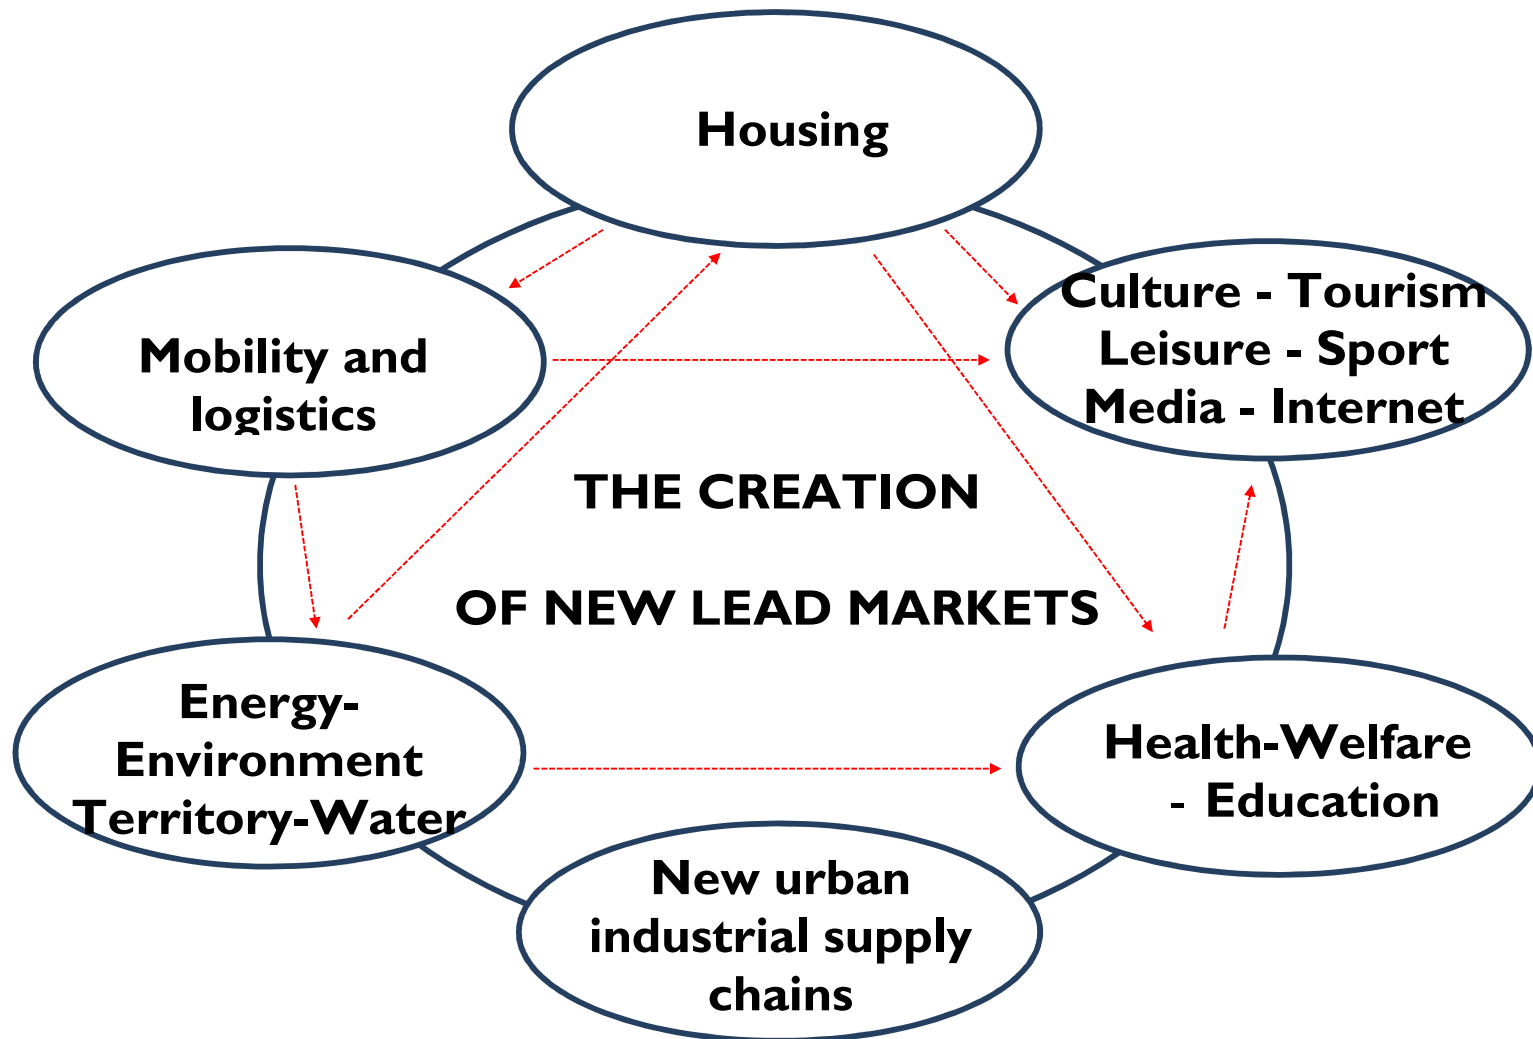 Housing
Culture - Tourism
Leisure - Sport
Media - Internet
Mobility and
logistics
THE CREATION
OF NEW LEAD MARKETS
Energy-
Environment
Territory-Water
Health-Welfare
- Education
New urban
industrial supply
chains